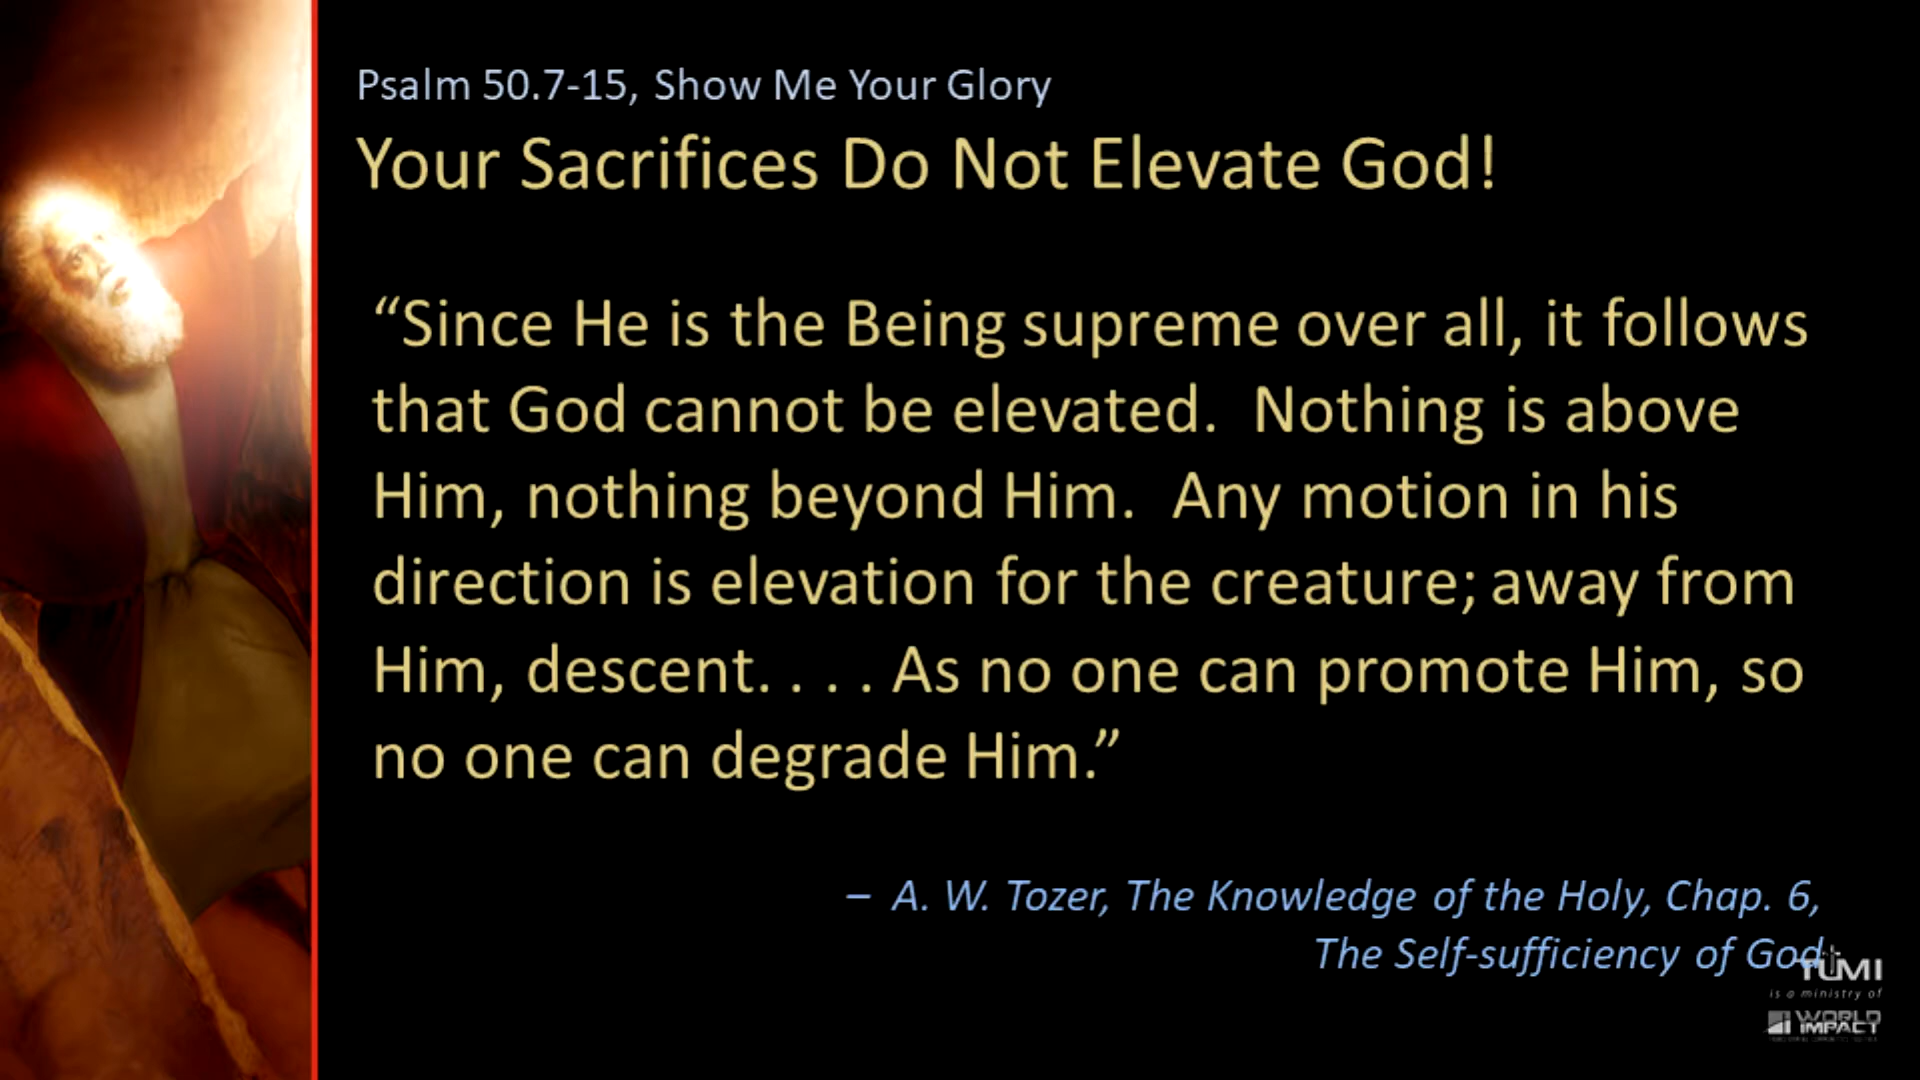 Psalm 50.7-15, Show Me Your Glory
Your Sacrifices Do Not Elevate God!
“Since He is the Being supreme over all, it follows
that God cannot be elevated.  Nothing is above
Him, nothing beyond Him.  Any motion in his
direction is elevation for the creature; away from
Him, descent. . . . As no one can promote Him, so
no one can degrade Him.”
– A. W. Tozer, The Knowledge of the Holy, Chap. 6,
The Self-sufficiency of God
TUMI
is a ministry of
WORLD
IMPACT